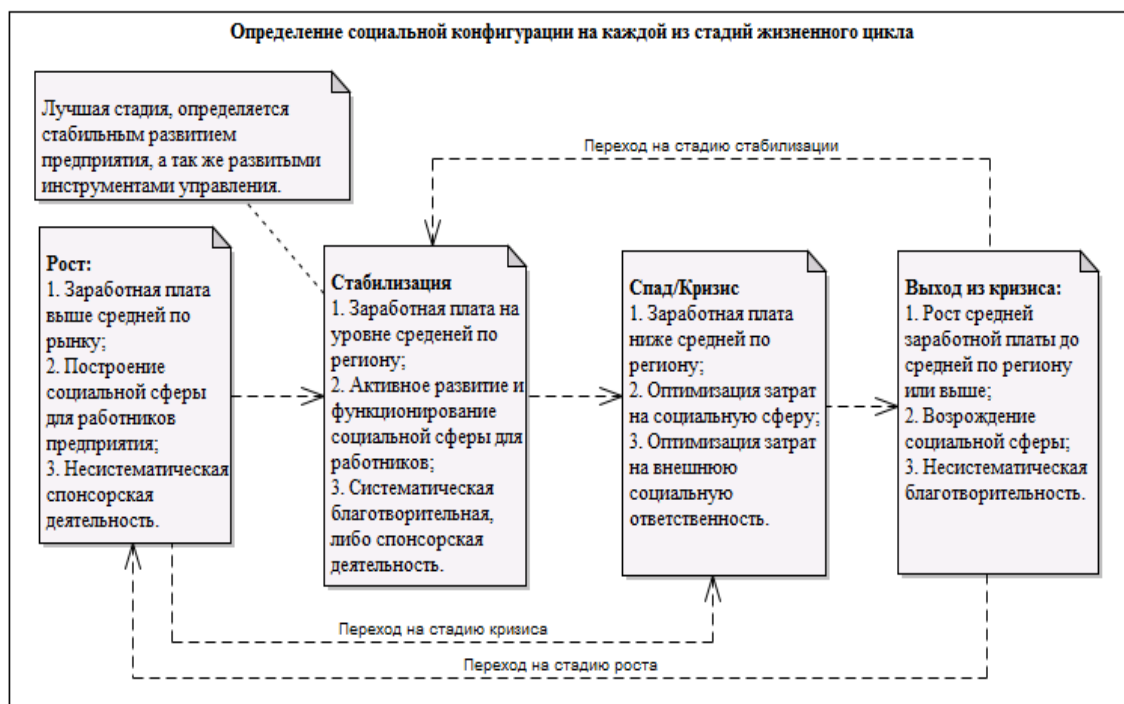 Определение социальной конфигурации на каждой из стадий жизненного цикла
Лучшая стадия, определяется
стабильным развитием
предприятия, а так же развитыми
инструментами управления.
Переход на стадию стабилизации
Рост:
1. Заработная плата
выше средней по
рынку;
2. Построение
социальной сферы
для работников
предприятия;
3. Несистематическая
спонсорская
деятельность.
Стабилизация
1. Заработная плата на
уровне среденей по
региону;
2. Активное развитие и
функционирование
социальной сферы для
работников;
3. Систематическая
благотворительная,
либо спонсорская
деятельность.
Спад/Кризис
1. Заработная плата
ниже средней по
региону;
2. Оптимизация затрат
на социальную сферу;
3. Оптимизация затрат
на внешнюю
социальную
ответственность.
Выход из кризиса:
1. Рост средней
заработной платы до
средней по региону
или выше;
2. Возрождение
социальной сферы;
3. Несистематическая
благотворительность.
Переход на стадию кризиса
Переход на стадию роста